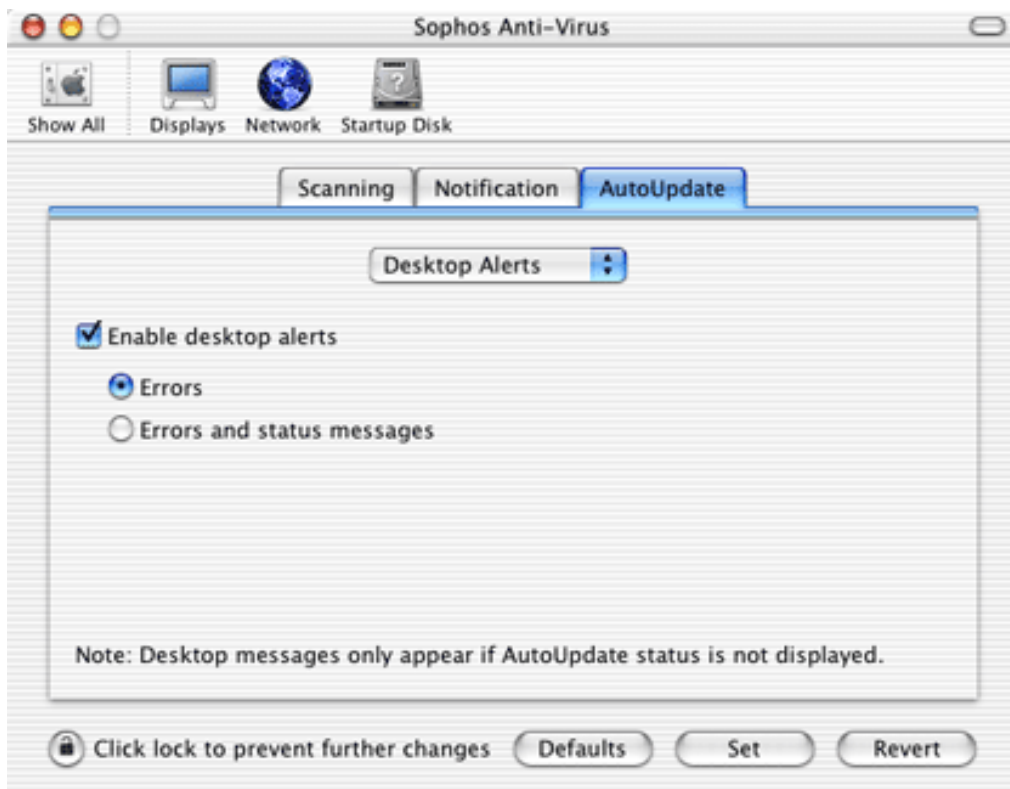 Sophos Anti-Virus
Show All Displays Network Startup Disk
Scanning Notification AutoUpdate
Desktop Alerts
Enable desktop alerts
Errors
Errors and status messages
Note: Desktop messages only appear if AutoUpdate status is not displayed.
Click lock to prevent further changes Defaults Set Revert